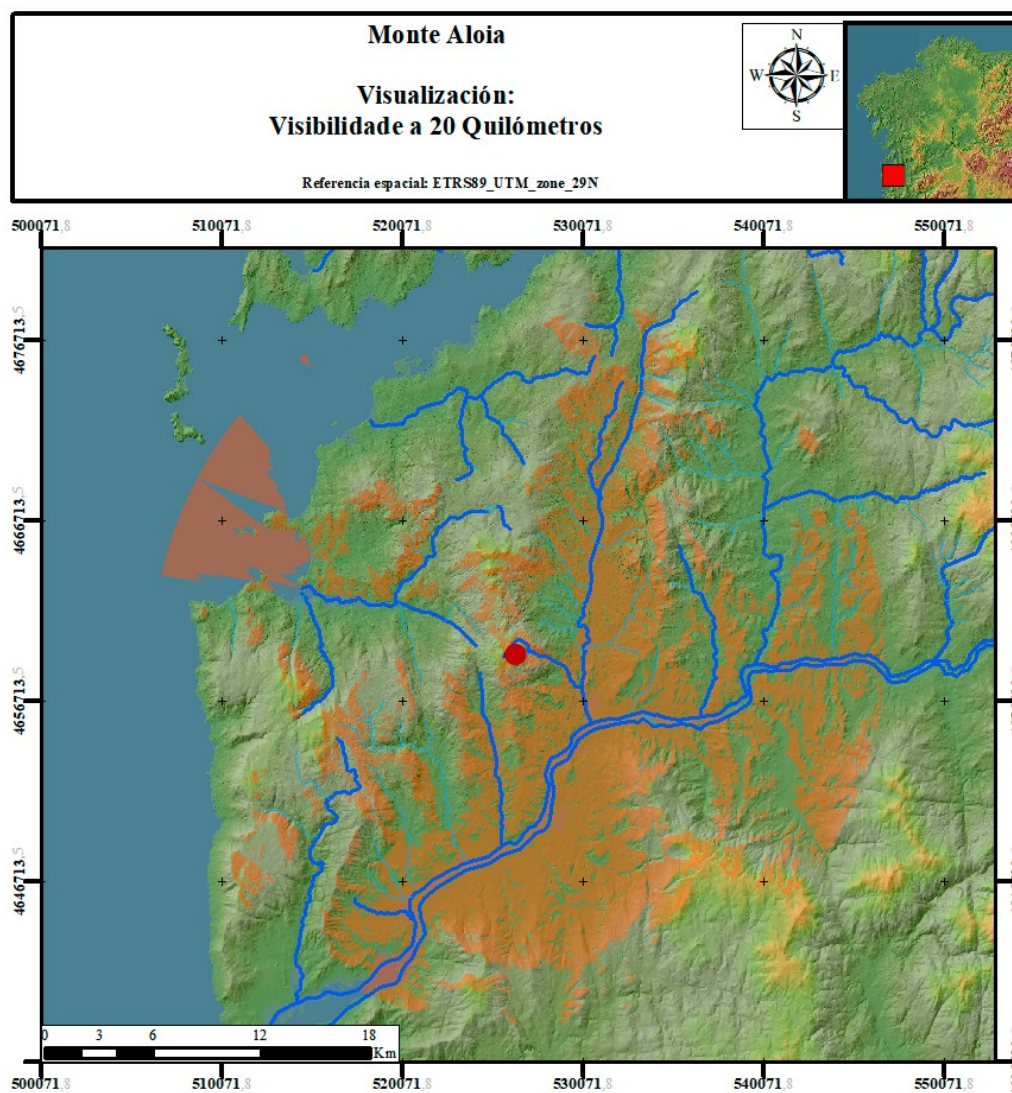 Monte Aloia
Visualización:
Visibilidade a 20 Quilómetros
Referencia espacial: ETRS89_UTM_zone_29N
N
W E
S
500071,8 510071,8 520071,8 530071,8 540071,8 550071,8
4676713,5
4666713,5
4656713,5
4646713,5
0 3 6 12 18
Km
500071,8 510071,8 520071,8 530071,8 540071,8 550071,8